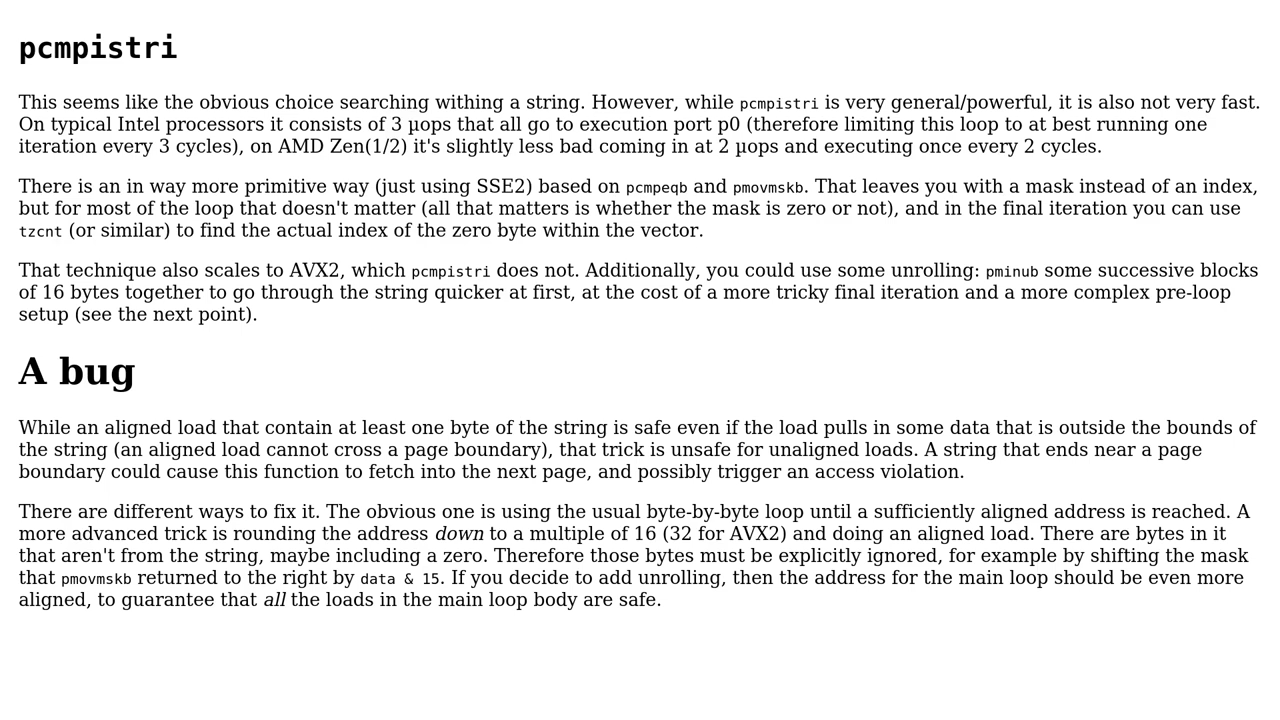 pcmpistri
This seems like the obvious choice searching withing a string. However, while pcmpistri is very general/powerful, it is also not very fast.
On typical Intel processors it consists of 3 µops that all go to execution port p0 (therefore limiting this loop to at best running one
iteration every 3 cycles), on AMD Zen(1/2) it's slightly less bad coming in at 2 µops and executing once every 2 cycles.
There is an in way more primitive way (just using SSE2) based on pcmpeqb and pmovmskb. That leaves you with a mask instead of an index,
but for most of the loop that doesn't matter (all that matters is whether the mask is zero or not), and in the final iteration you can use
tzcnt (or similar) to find the actual index of the zero byte within the vector.
That technique also scales to AVX2, which pcmpistri does not. Additionally, you could use some unrolling: pminub some successive blocks
of 16 bytes together to go through the string quicker at first, at the cost of a more tricky final iteration and a more complex pre-loop
setup (see the next point).
A bug
While an aligned load that contain at least one byte of the string is safe even if the load pulls in some data that is outside the bounds of
the string (an aligned load cannot cross a page boundary), that trick is unsafe for unaligned loads. A string that ends near a page
boundary could cause this function to fetch into the next page, and possibly trigger an access violation.
There are different ways to fix it. The obvious one is using the usual byte-by-byte loop until a sufficiently aligned address is reached. A
more advanced trick is rounding the address down to a multiple of 16 (32 for AVX2) and doing an aligned load. There are bytes in it
that aren't from the string, maybe including a zero. Therefore those bytes must be explicitly ignored, for example by shifting the mask
that pmovmskb returned to the right by data & 15. If you decide to add unrolling, then the address for the main loop should be even more
aligned, to guarantee that all the loads in the main loop body are safe.